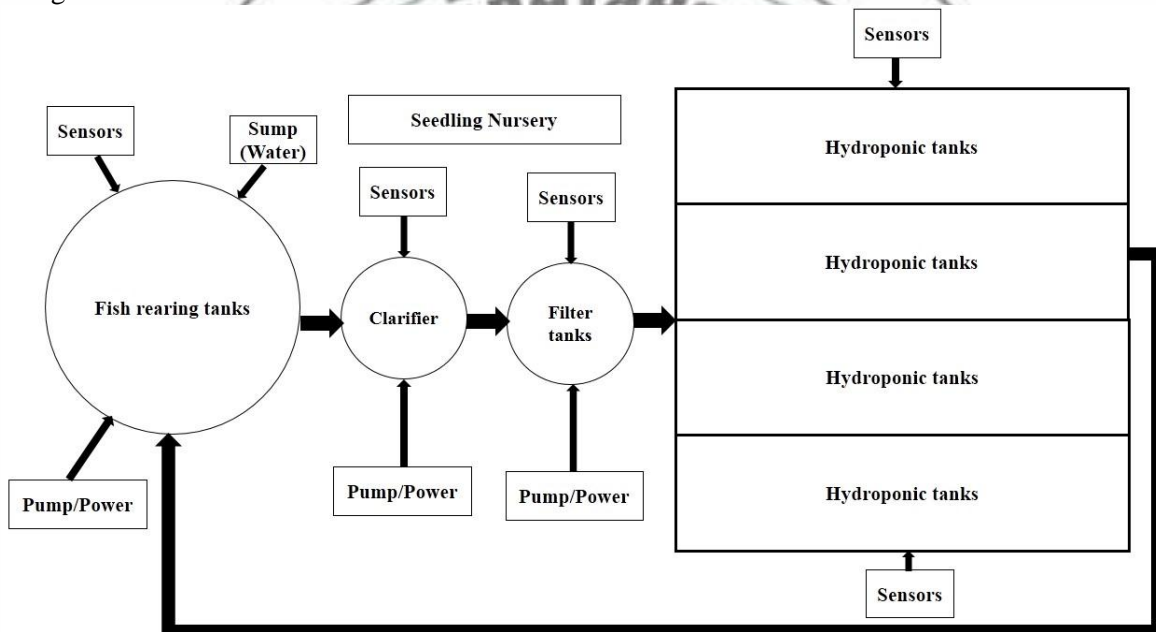 Sensors
Sensors
Sump
(Water)
Seedling Nursery
Sensors
Sensors
Hydroponic tanks
Hydroponic tanks
Fish rearing tanks
Clarifier
Filter
tanks
Hydroponic tanks
Hydroponic tanks
Pump/Power
Pump/Power
Pump/Power
Sensors